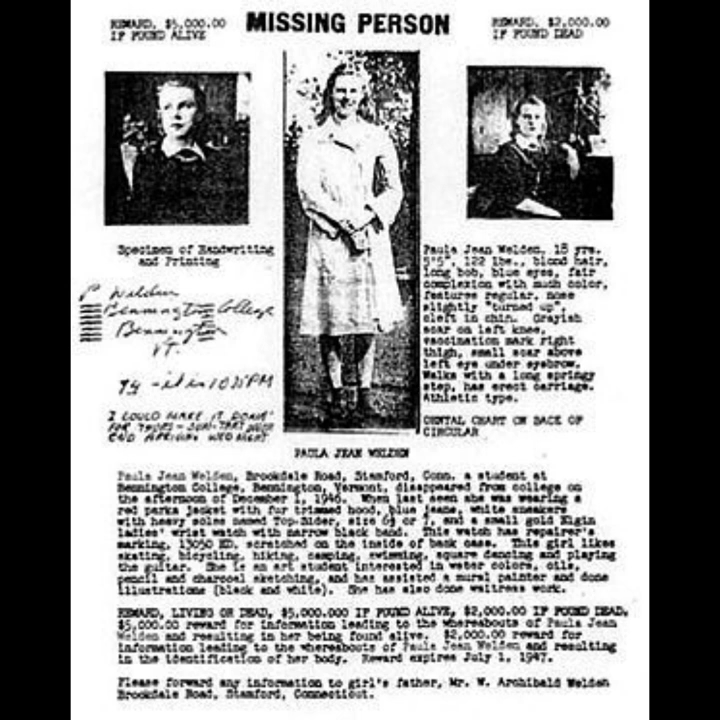 REWARD, $5,000.00
IF FOUND ALIVE
MISSING PERSON
REWARD, $2,000.00
IF FOUND DEAD
Specimen of Handwriting
and Printing
P Welden
Bennington College
Bennington
Vt.
I COULD MAKE IT DOWN
FOR THURS - SUN -
END WED NIGHT
Paula Jean Welden, 18 yrs.
5'5", 122 lbs., blond hair,
long bob, blue eyes, fair
complexion with much color,
features regular, nose
slightly "turned up",
cleft in chin. Grayish
scar on left knee,
vaccination mark right
thigh, small scar above
left eye under eyebrow.
Walks with a long springy
step, has erect carriage.
Athletic type.
DENTAL CHART ON BACK OF
CIRCULAR
PAULA JEAN WELDEN
Paula Jean Welden, Brookdale Road, Stamford, Conn. a student at
Bennington College, Bennington, Vermont, disappeared from college on
the afternoon of December 1, 1946. When last seen she was wearing a
red parka jacket with fur trimmed hood, blue jeans, white sneakers
with heavy soles named Top-Sider, size 6½ or 7, and a small gold Elgin
ladies' wrist watch with narrow black band. This watch has repairer's
marking, 13050 HD. scratched on the inside of back case. This girl likes
skating, bicycling, hiking, camping, swimming, square dancing and playing
the guitar. She is an art student interested in water colors, oils,
pencil and charcoal sketching, and has assisted a mural painter and done
illustrations (black and white). She has also done waitress work.
REWARD, LIVING OR DEAD, $5,000.000 IF FOUND ALIVE, $2,000.00 IF FOUND DEAD.
$5,000.00 reward for information leading to the whereabouts of Paula Jean
Welden and resulting in her being found alive. $2,000.00 reward for
information leading to the whereabouts of Paula Jean Welden and resulting
in the identification of her body. Reward expires July 1, 1947.
Please forward any information to girl's father, Mr. W. Archibald Welden
Brookdale Road, Stamford, Connecticut.